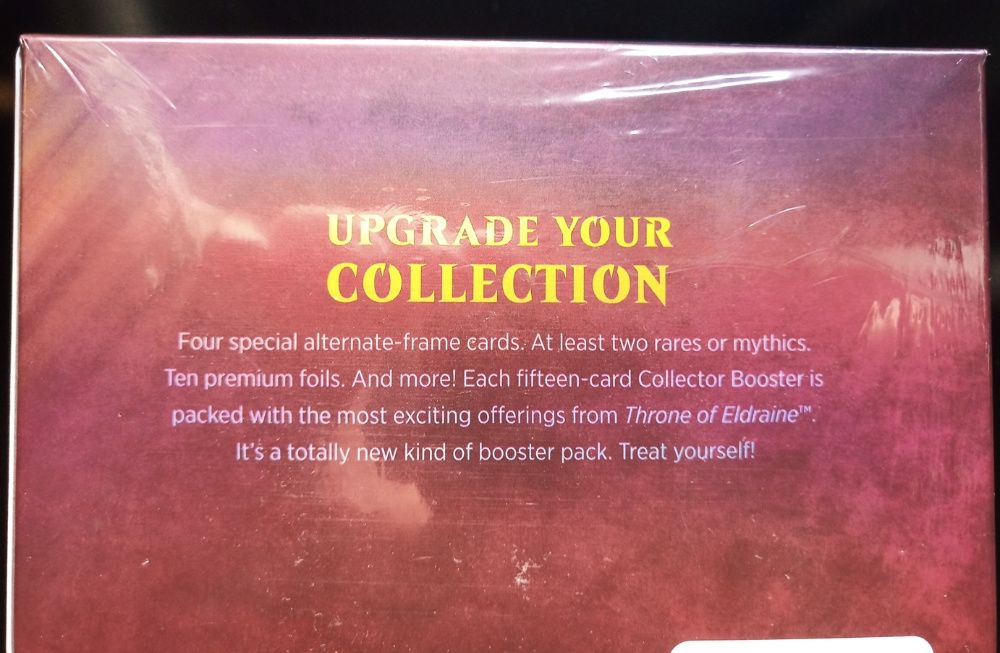 UPGRADE YOUR
COLLECTION
Four special alternate-frame cards. At least two rares or mythics.
Ten premium foils. And more! Each fifteen-card Collector Booster is
packed with the most exciting offerings from Throne of Eldraine™.
It's a totally new kind of booster pack. Treat yourself!